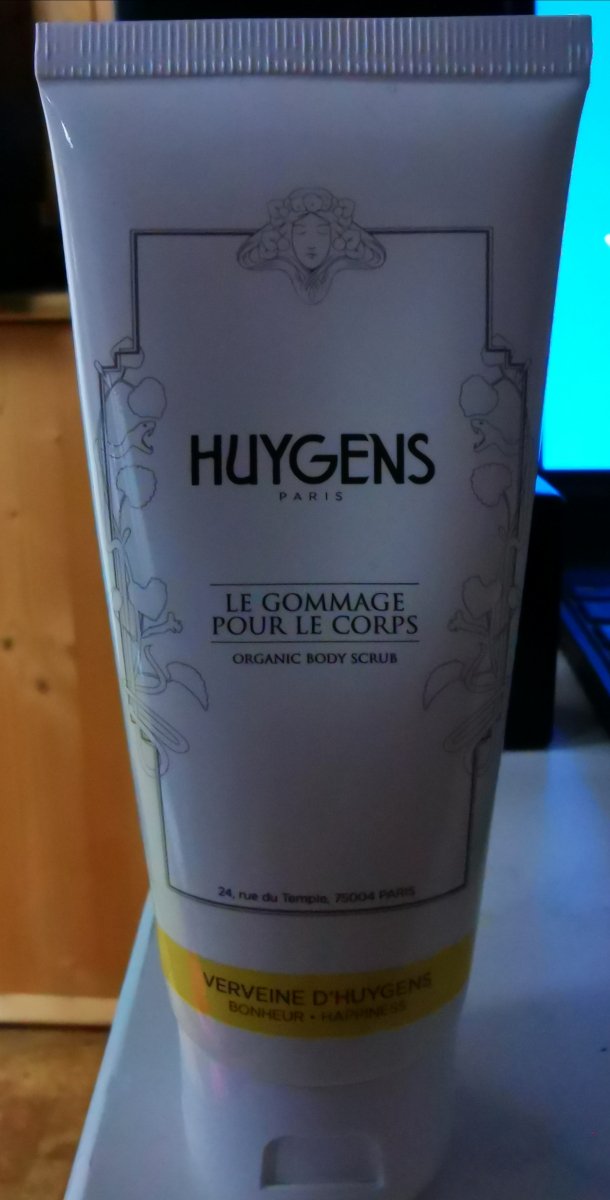 HUYGENS
PARIS
LE GOMMAGE
POUR LE CORPS
ORGANIC BODY SCRUB
24, rue du Temple, 75004 PARIS
VERVEINE D'HUYGENS
BONHEUR • HAPPINESS